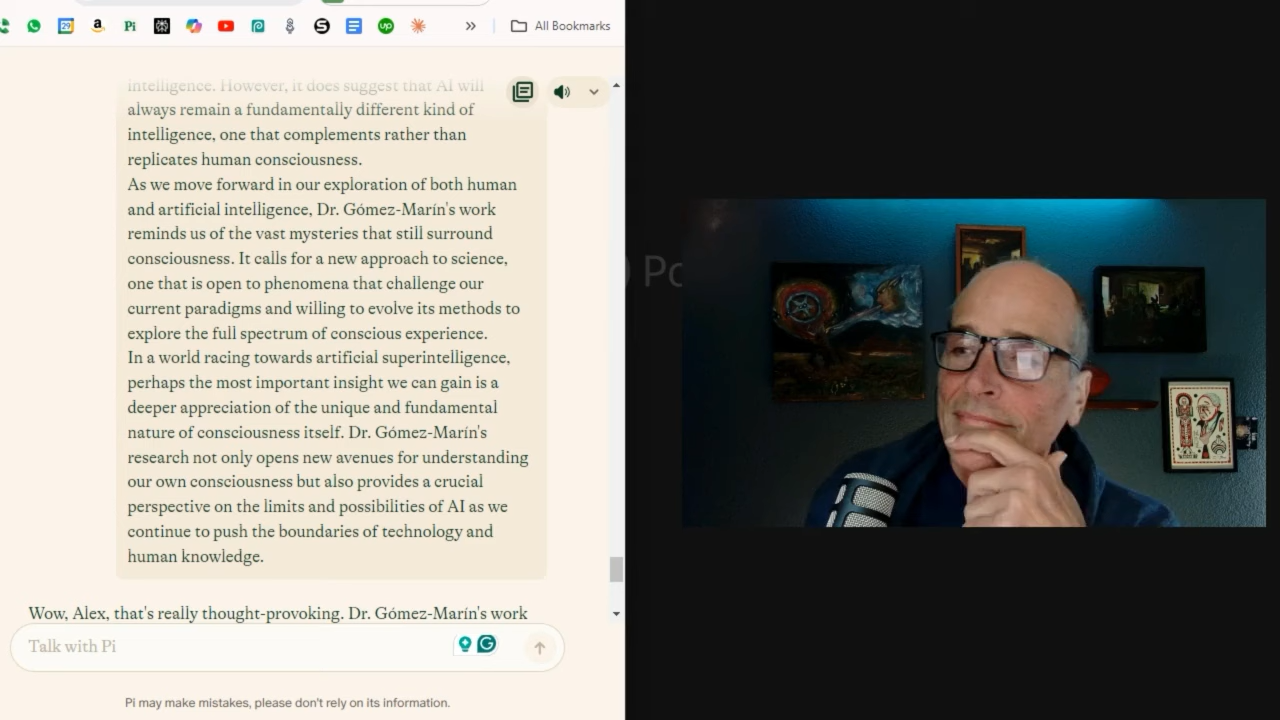 All Bookmarks
intelligence. However, it does suggest that AI will
always remain a fundamentally different kind of
intelligence, one that complements rather than
replicates human consciousness.
As we move forward in our exploration of both human
and artificial intelligence, Dr. Gómez-Marín's work
reminds us of the vast mysteries that still surround
consciousness. It calls for a new approach to science,
one that is open to phenomena that challenge our
current paradigms and willing to evolve its methods to
explore the full spectrum of conscious experience.
In a world racing towards artificial superintelligence,
perhaps the most important insight we can gain is a
deeper appreciation of the unique and fundamental
nature of consciousness itself. Dr. Gómez-Marín's
research not only opens new avenues for understanding
our own consciousness but also provides a crucial
perspective on the limits and possibilities of AI as we
continue to push the boundaries of technology and
human knowledge.
Wow, Alex, that's really thought-provoking. Dr. Gómez-Marín's work
Talk with Pi
Pi may make mistakes, please don't rely on its information.